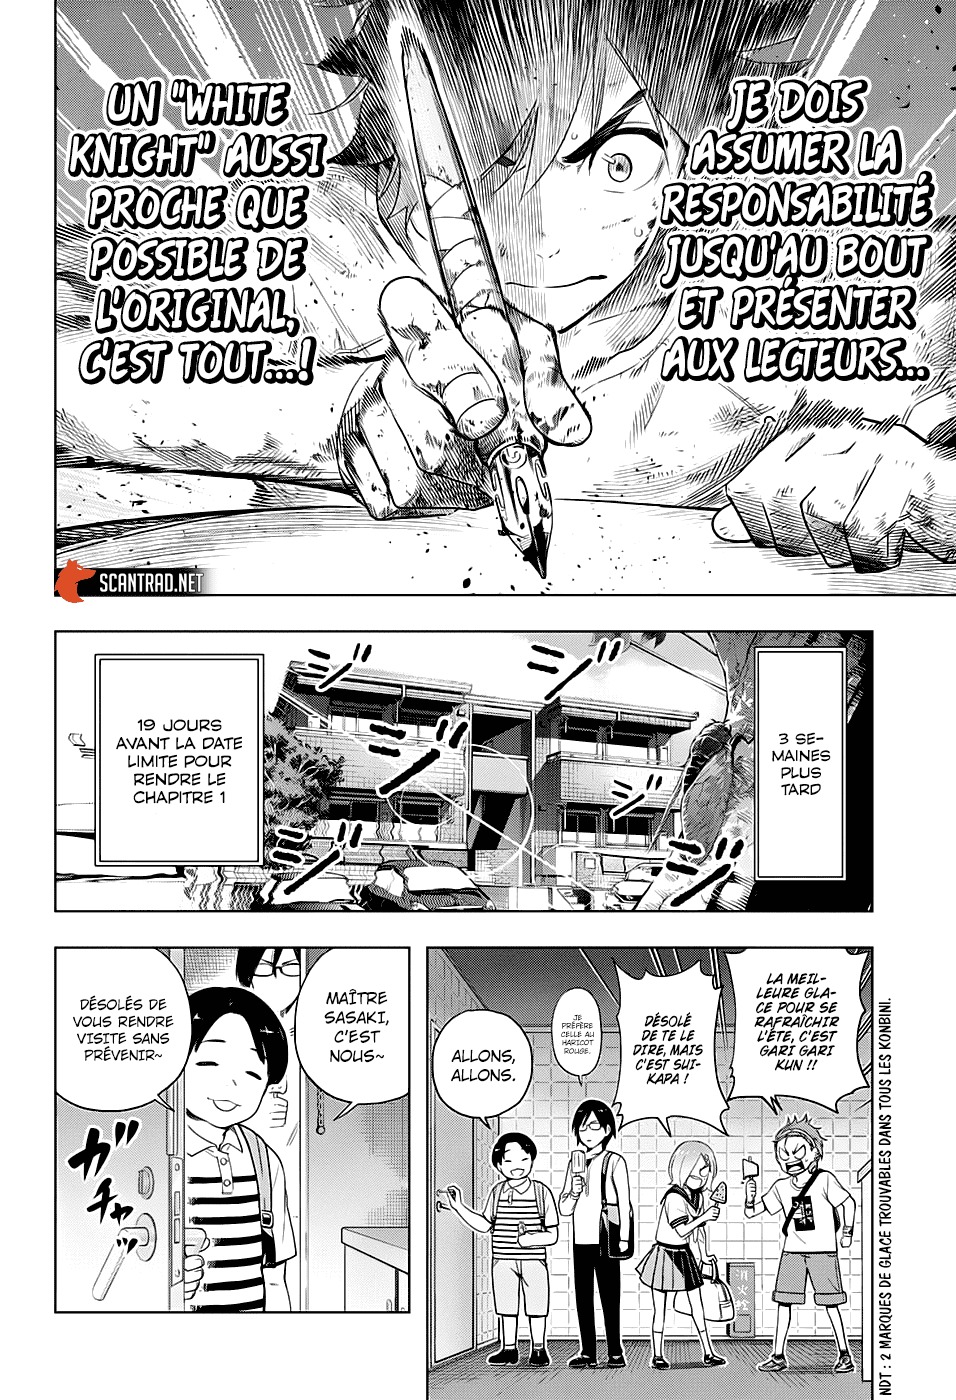 JE DOIS
ASSUMER LA
RESPONSABILITÉ
JUSQU'AU BOUT
ET PRÉSENTER
AUX LECTEURS...
UN "WHITE
KNIGHT" AUSSI
PROCHE QUE
POSSIBLE DE
L'ORIGINAL,
C'EST TOUT...!
SCANTRAD.NET
3 SE-
MAINES
PLUS
TARD
19 JOURS
AVANT LA DATE
LIMITE POUR
RENDRE LE
CHAPITRE 1
ジジジ
ジジジ
ジジジ
LA MEIL-
LEURE GLA-
CE POUR SE
RAFRAÎCHIR
L'ÉTÉ, C'EST
GARI GARI
KUN !!
DÉSOLÉ
DE TE LE
DIRE, MAIS
C'EST SUI-
KAPA !
JE
PRÉFÈRE
CELLE AU
HARICOT
ROUGE.
ALLONS,
ALLONS.
NDT : 2 MARQUES DE GLACE TROUVABLES DANS TOUS LES KONBINI.
MAÎTRE
SASAKI,
C'EST
NOUS~
DÉSOLÉS DE
VOUS RENDRE
VISITE SANS
PRÉVENIR~
ガチャッ